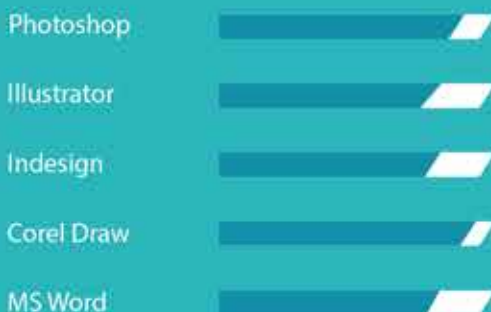 Photoshop
Illustrator
Indesign
Corel Draw
MS Word